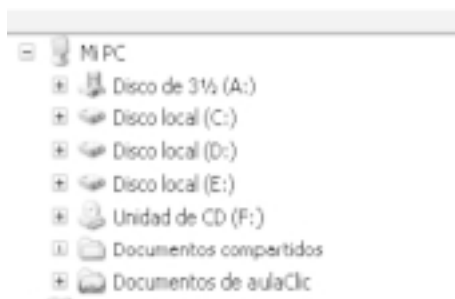 Mi PC
Disco de 3½ (A:)
Disco local (C:)
Disco local (D:)
Disco local (E:)
Unidad de CD (F:)
Documentos compartidos
Documentos de aulaClic